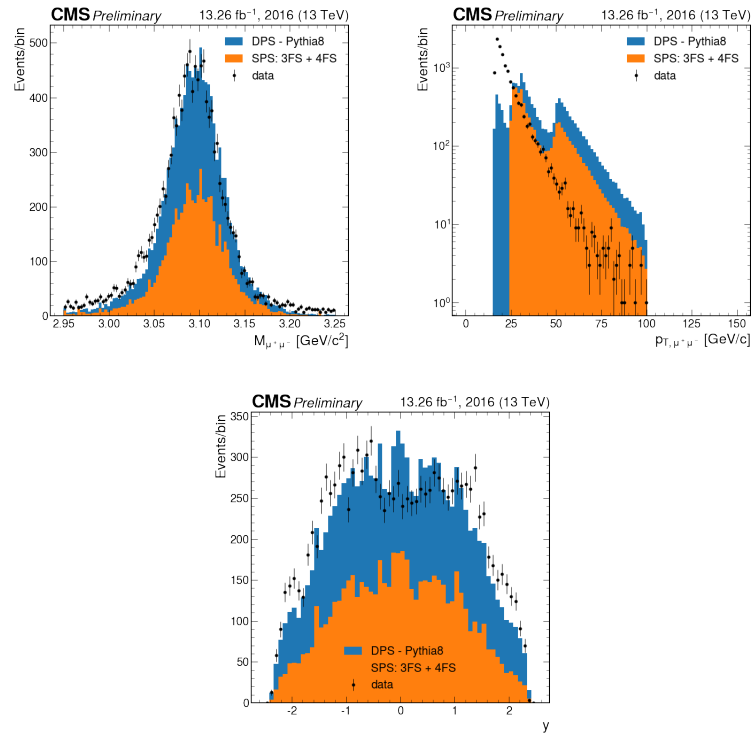 CMS Preliminary 13.26 fb⁻¹, 2016 (13 TeV)
Events/bin
500
400
300
200
100
0
DPS - Pythia8
SPS: 3FS + 4FS
data
2.95 3.00 3.05 3.10 3.15 3.20 3.25
M_{μ⁺μ⁻} [GeV/c²]
CMS Preliminary 13.26 fb⁻¹, 2016 (13 TeV)
Events/bin
10³
10²
10¹
10⁰
DPS - Pythia8
SPS: 3FS + 4FS
data
0 25 50 75 100 125 150
p_{T, μ⁺μ⁻} [GeV/c]
CMS Preliminary 13.26 fb⁻¹, 2016 (13 TeV)
Events/bin
350
300
250
200
150
100
50
0
DPS - Pythia8
SPS: 3FS + 4FS
data
-2 -1 0 1 2
y